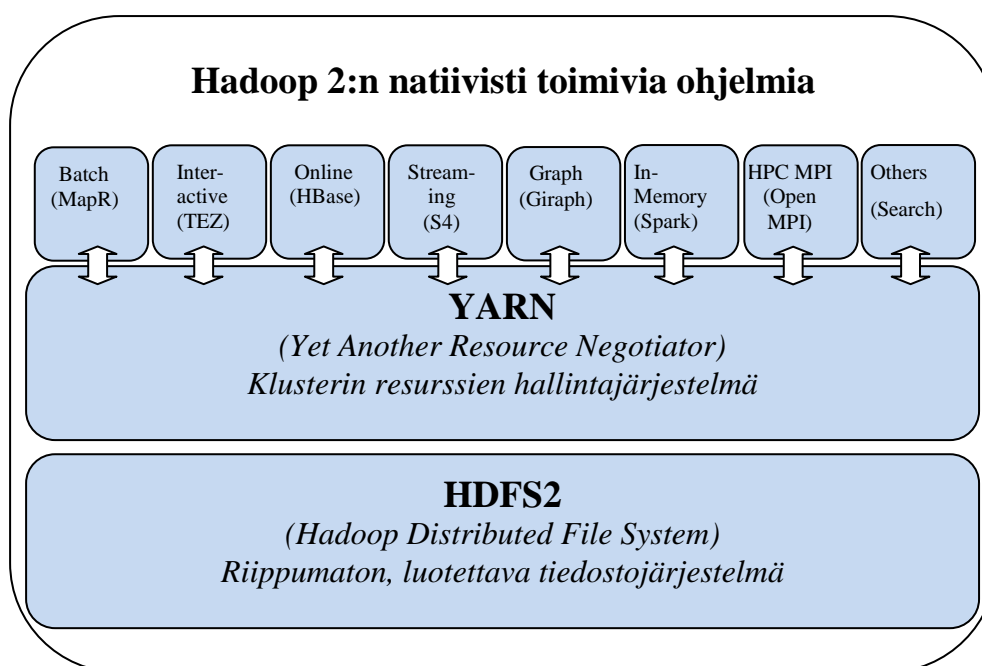 Hadoop 2:n natiivisti toimivia ohjelmia
Batch
(MapR)
Inter-
active
(TEZ)
Online
(HBase)
Stream-
ing
(S4)
Graph
(Giraph)
In-
Memory
(Spark)
HPC MPI
(Open
MPI)
Others
(Search)
YARN
(Yet Another Resource Negotiator)
Klusterin resurssien hallintajärjestelmä
HDFS2
(Hadoop Distributed File System)
Riippumaton, luotettava tiedostojärjestelmä